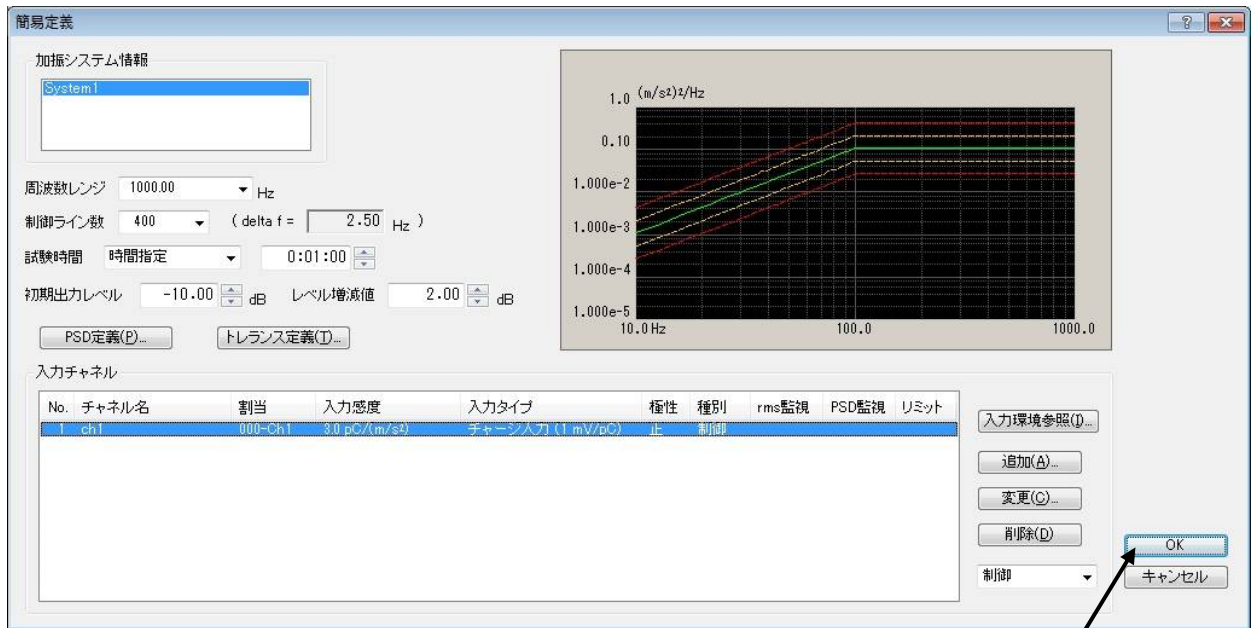 簡易定義
加振システム情報
System1
周波数レンジ 1000.00 Hz
制御ライン数 400 ( delta f = 2.50 Hz )
試験時間 時間指定 0:01:00
初期出力レベル -10.00 dB レベル増減値 2.00 dB
PSD定義(P)... トレランス定義(T)...
(m/s²)²/Hz
1.0
0.10
1.000e-2
1.000e-3
1.000e-4
1.000e-5
10.0 Hz 100.0 1000.0
入力チャネル
No. チャネル名 割当 入力感度 入力タイプ 極性 種別 rms監視 PSD監視 リミット
1 ch1 000-Ch1 3.0 pC/(m/s²) チャージ入力 (1 mV/pC) 正 制御
入力環境参照(I)...
追加(A)...
変更(C)...
削除(D)
制御
OK
キャンセル